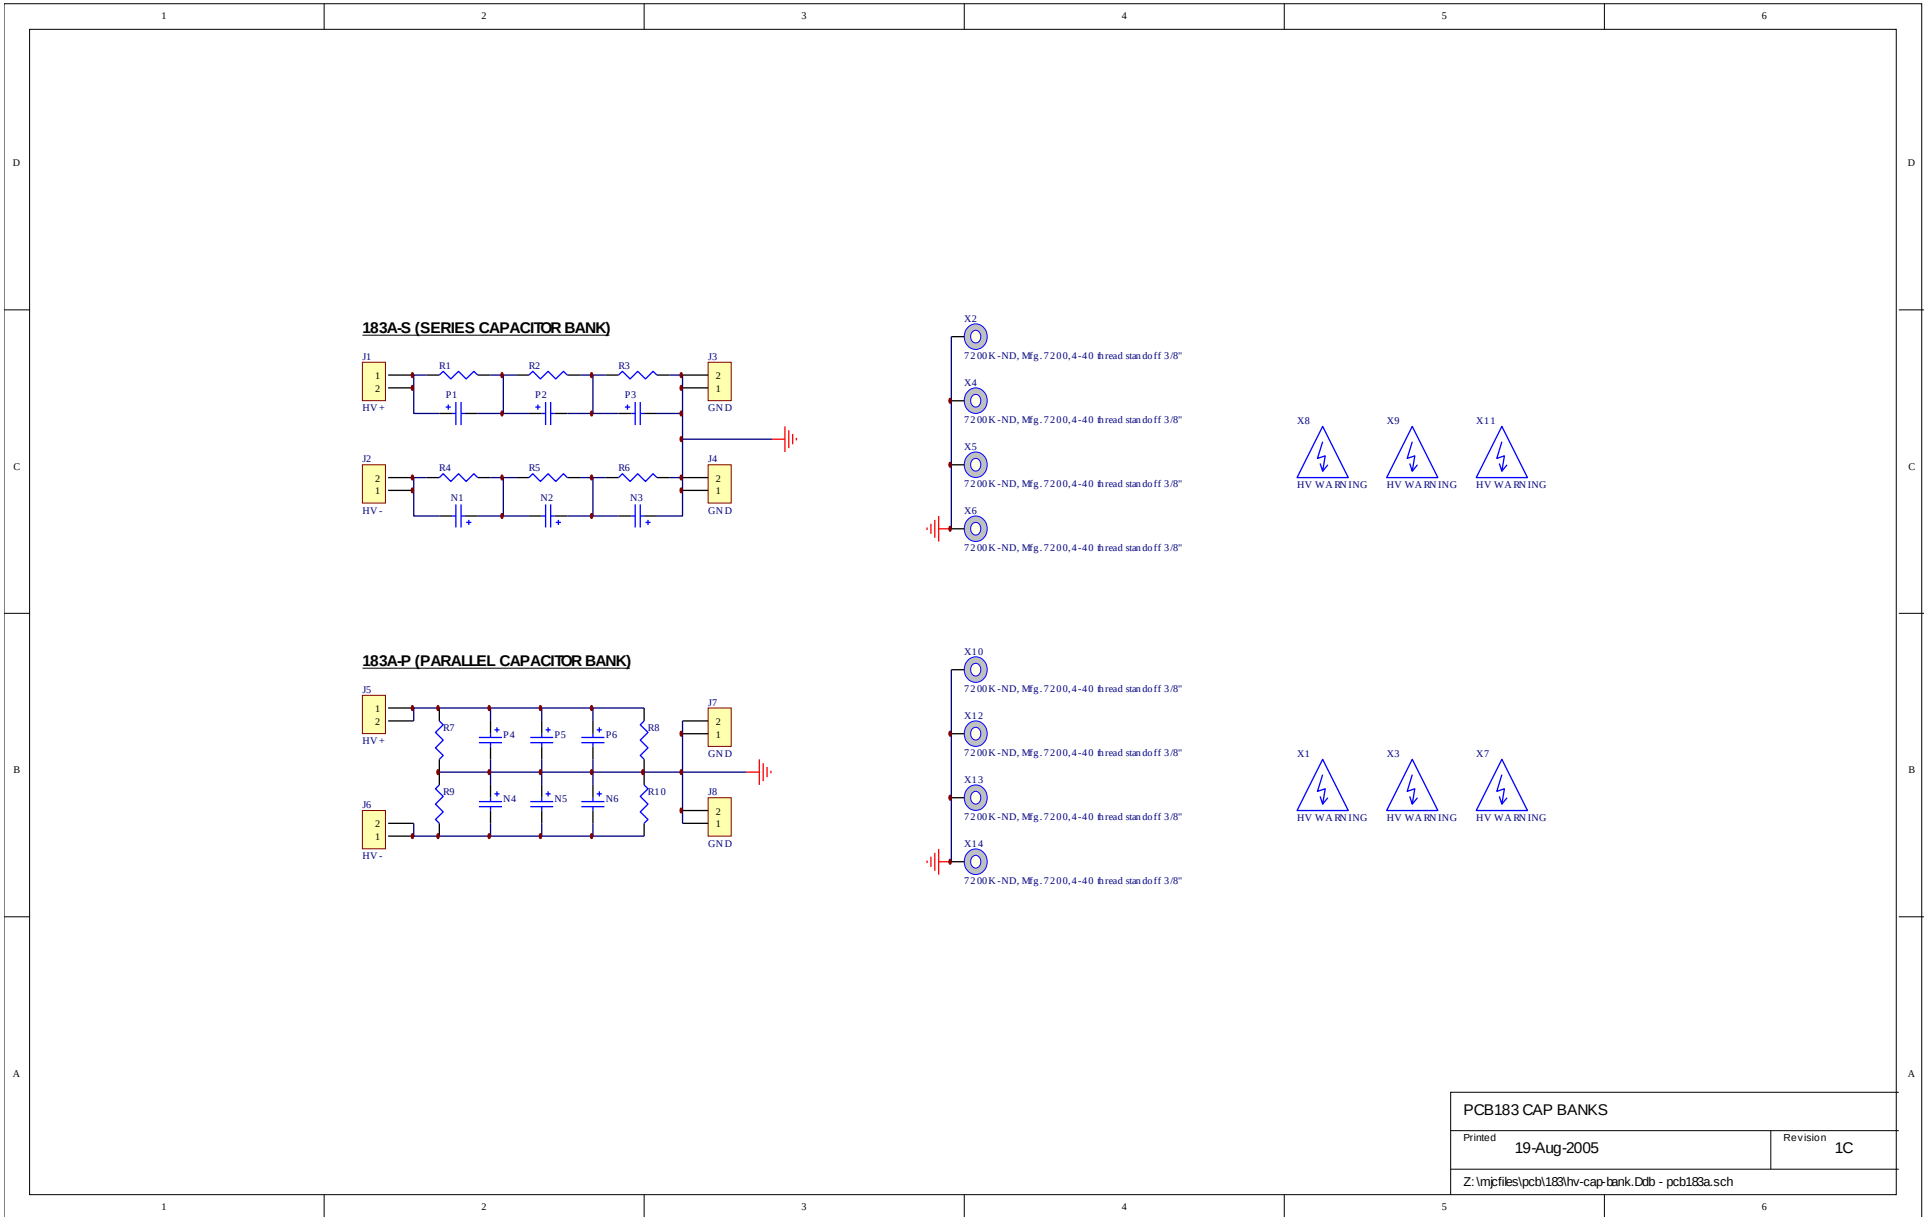 1 2 3 4 5 6
D D
183A-S (SERIES CAPACITOR BANK)
J1
1
2
HV+
R1 R2 R3
P1 P2 P3
+ + +
J3
2
1
GND
J2
2
1
HV-
R4 R5 R6
N1 N2 N3
+ + +
J4
2
1
GND
X2
7200K-ND, Mfg. 7200, 4-40 thread standoff 3/8"
X4
7200K-ND, Mfg. 7200, 4-40 thread standoff 3/8"
X5
7200K-ND, Mfg. 7200, 4-40 thread standoff 3/8"
X6
7200K-ND, Mfg. 7200, 4-40 thread standoff 3/8"
X8 X9 X11
HV WARNING HV WARNING HV WARNING
C C
183A-P (PARALLEL CAPACITOR BANK)
J5
1
2
HV+
R7 P4 P5 P6 R8
+ + +
J7
2
1
GND
R9 N4 N5 N6 R10
+ + +
J6
2
1
HV-
J8
2
1
GND
X10
7200K-ND, Mfg. 7200, 4-40 thread standoff 3/8"
X12
7200K-ND, Mfg. 7200, 4-40 thread standoff 3/8"
X13
7200K-ND, Mfg. 7200, 4-40 thread standoff 3/8"
X14
7200K-ND, Mfg. 7200, 4-40 thread standoff 3/8"
X1 X3 X7
HV WARNING HV WARNING HV WARNING
B B
A A
PCB183 CAP BANKS
Printed 19-Aug-2005 Revision 1C
Z:\mjcfiles\pcb\183\hv-cap-bank.Ddb - pcb183a.sch
1 2 3 4 5 6